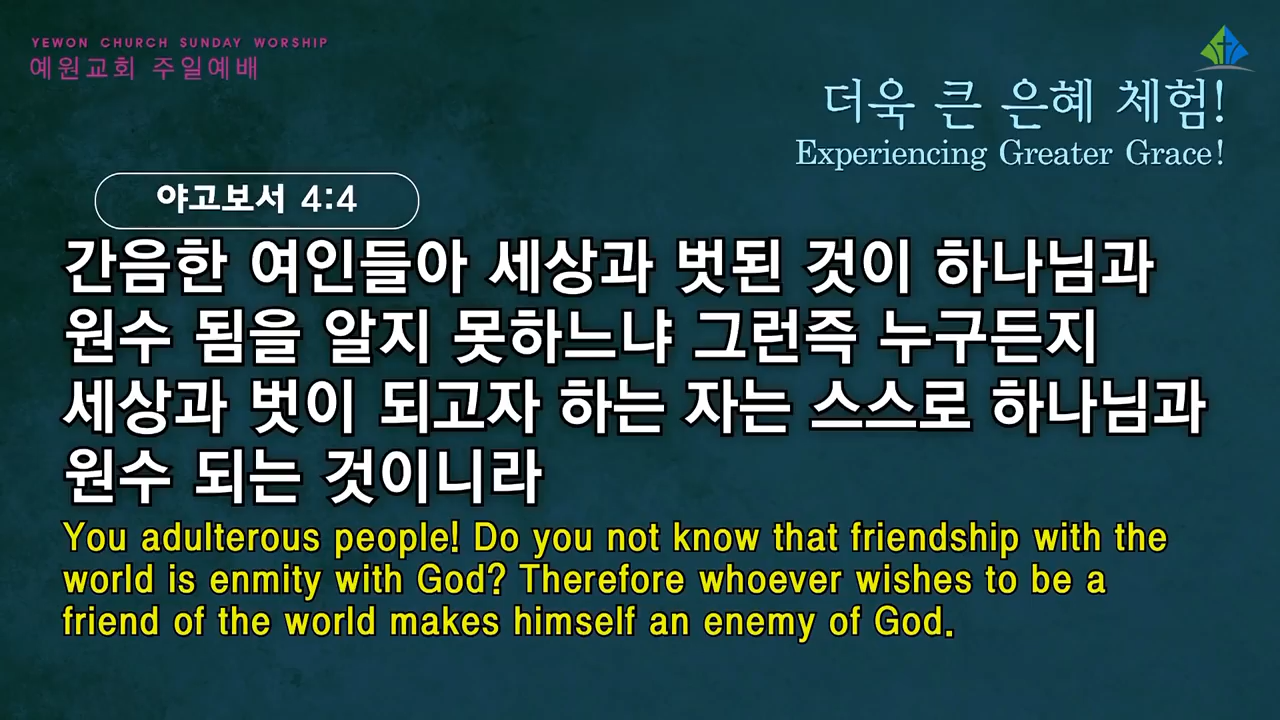 YEWON CHURCH SUNDAY WORSHIP
예원교회 주일예배
더욱 큰 은혜 체험!
Experiencing Greater Grace!
야고보서 4:4
간음한 여인들아 세상과 벗된 것이 하나님과
원수 됨을 알지 못하느냐 그런즉 누구든지
세상과 벗이 되고자 하는 자는 스스로 하나님과
원수 되는 것이니라
You adulterous people! Do you not know that friendship with the
world is enmity with God? Therefore whoever wishes to be a
friend of the world makes himself an enemy of God.